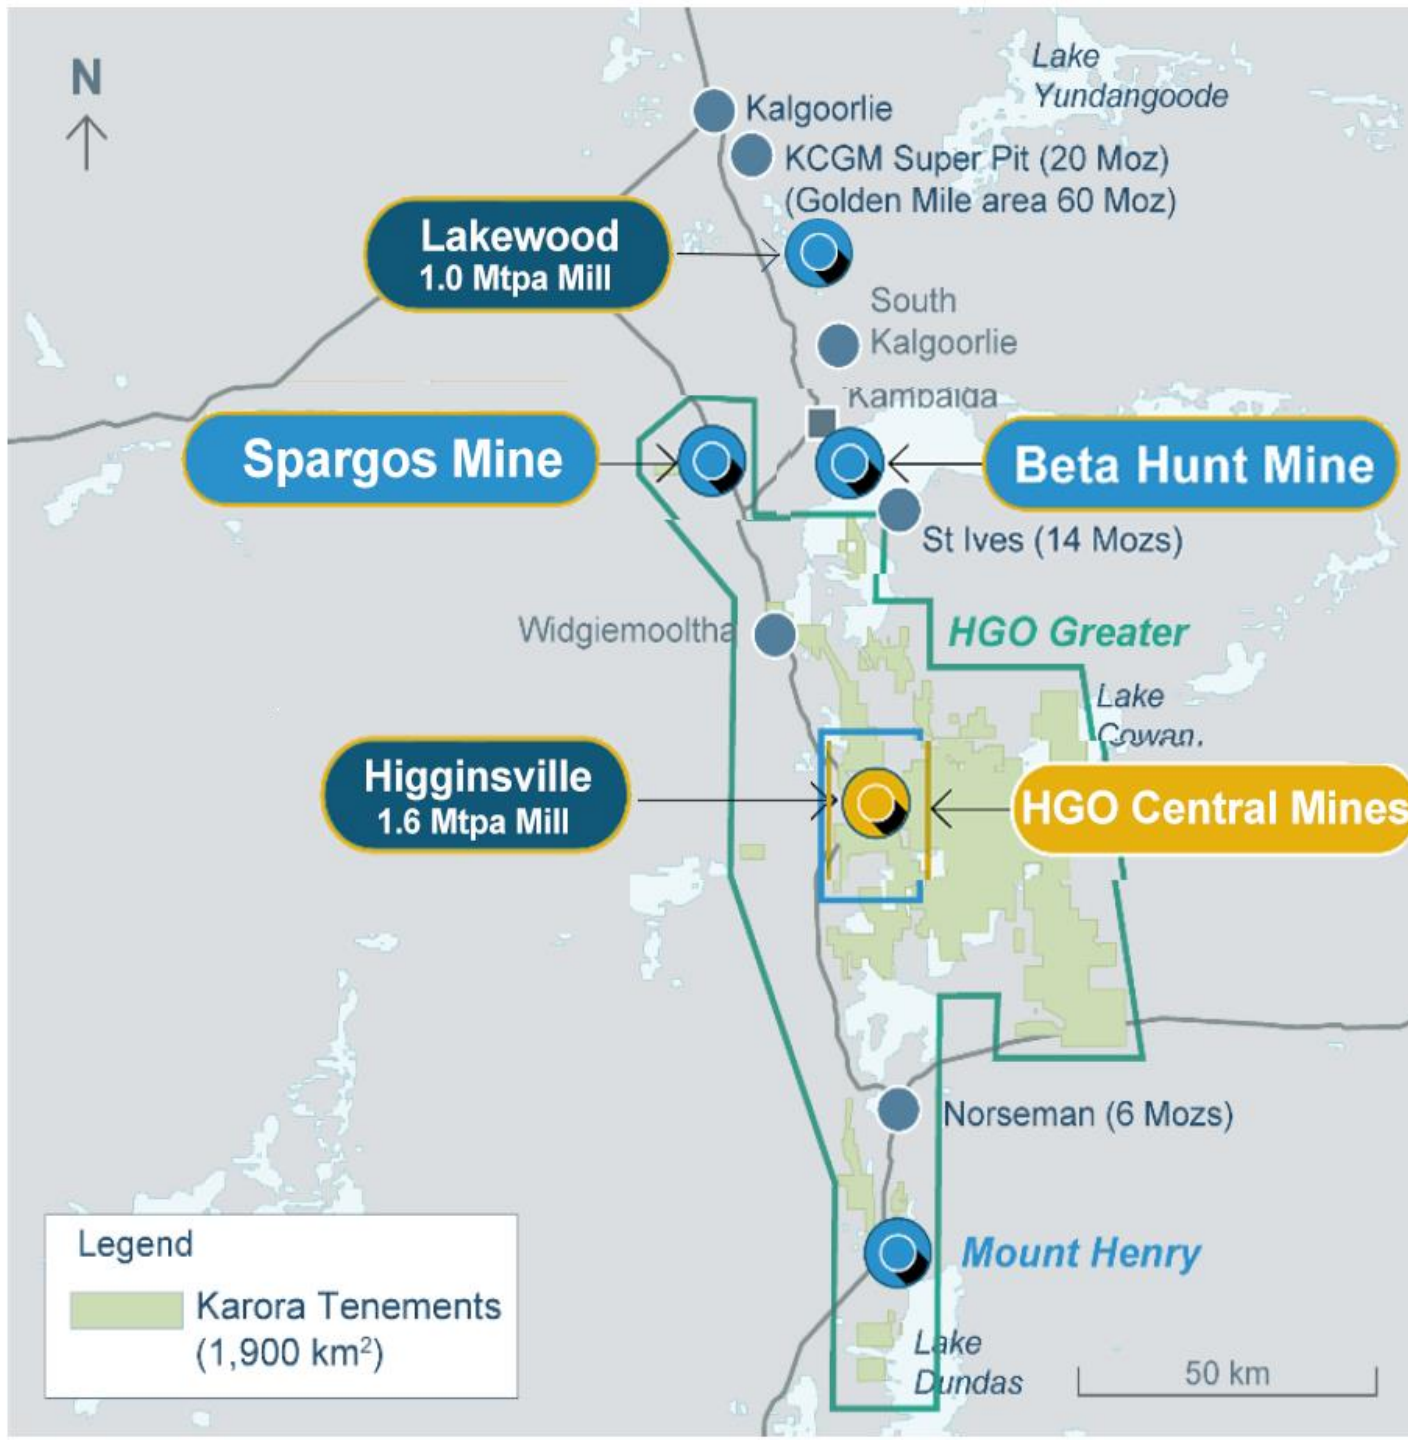 N
Lake
Yundangoode
Kalgoorlie
KCGM Super Pit (20 Moz)
(Golden Mile area 60 Moz)
Lakewood
1.0 Mtpa Mill
South
Kalgoorlie
Kambalda
Spargos Mine
Beta Hunt Mine
St Ives (14 Mozs)
Widgiemooltha
HGO Greater
Lake
Cowan
Higginsville
1.6 Mtpa Mill
HGO Central Mines
Norseman (6 Mozs)
Mount Henry
Legend
Karora Tenements
(1,900 km²)
Lake
Dundas
50 km